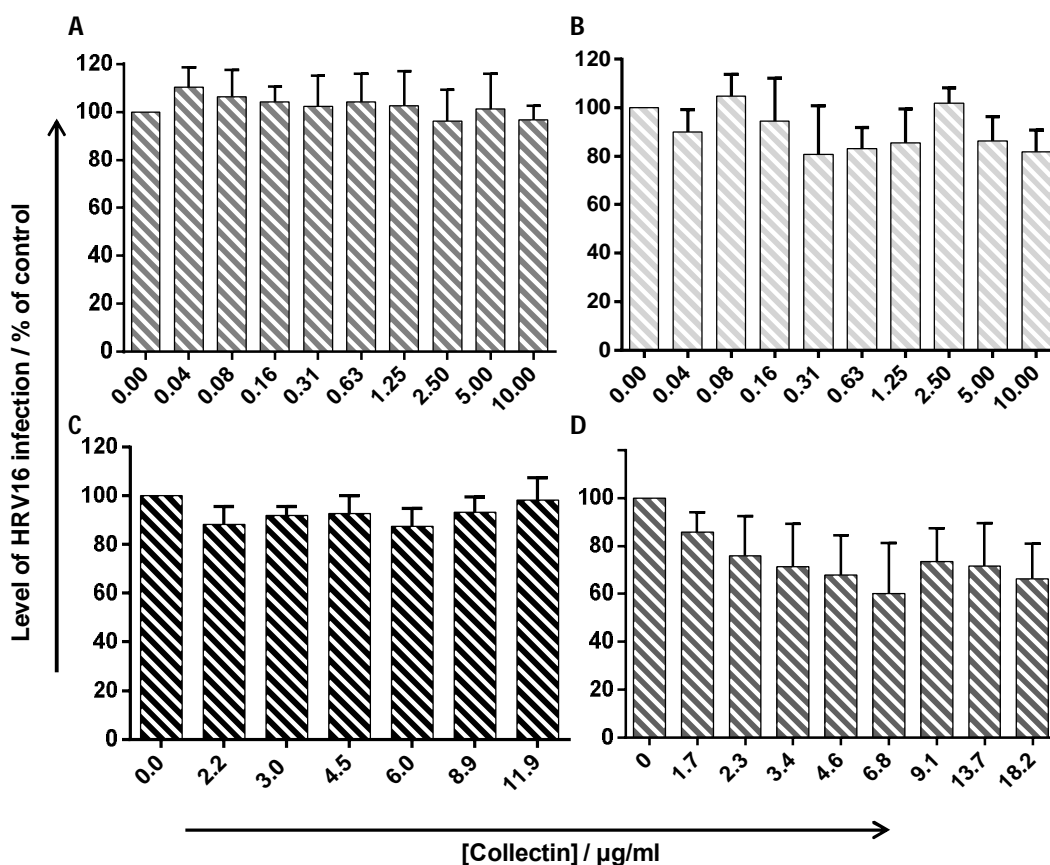 A
120
100
80
60
40
20
0
0.00 0.04 0.08 0.16 0.31 0.63 1.25 2.50 5.00 10.00
B
120
100
80
60
40
20
0
0.00 0.04 0.08 0.16 0.31 0.63 1.25 2.50 5.00 10.00
C
120
100
80
60
40
20
0
0.0 2.2 3.0 4.5 6.0 8.9 11.9
D
100
80
60
40
20
0
0 1.7 2.3 3.4 4.6 6.8 9.1 13.7 18.2
Level of HRV16 infection / % of control
[Collectin] / μg/ml